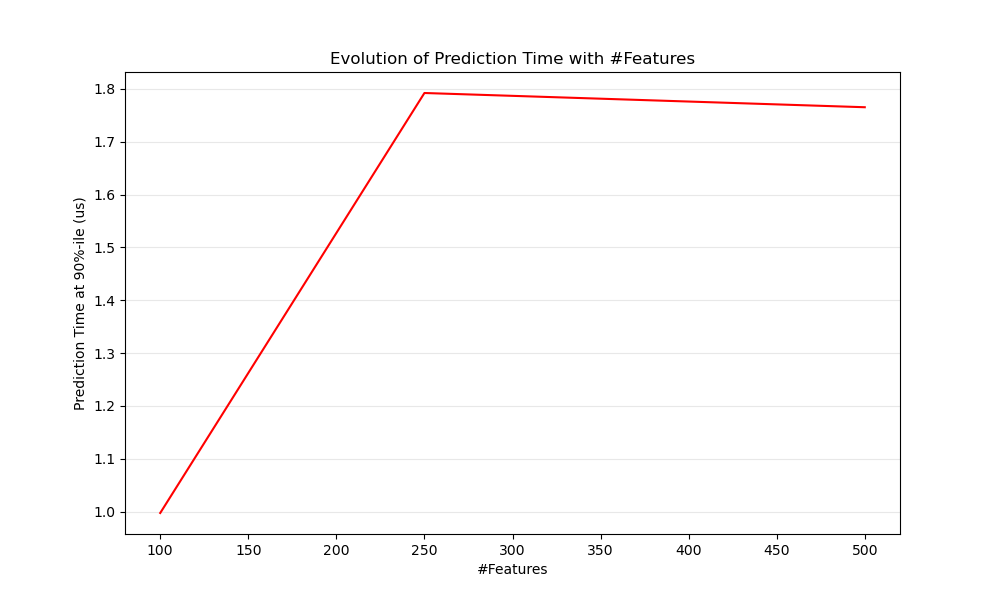 Evolution of Prediction Time with #Features
Prediction Time at 90%-ile (us)
1.8
1.7
1.6
1.5
1.4
1.3
1.2
1.1
1.0
100 150 200 250 300 350 400 450 500
#Features